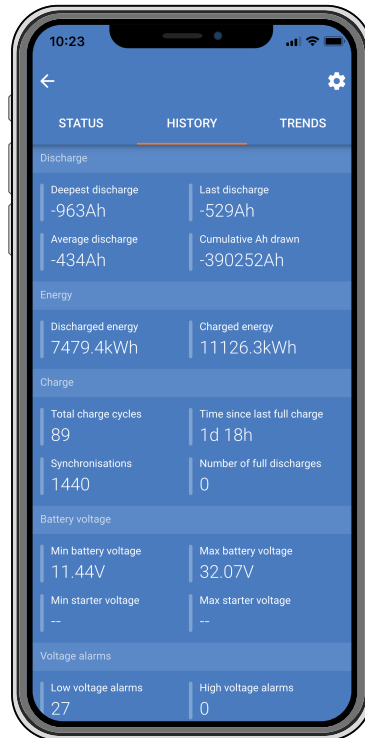 10:23
STATUS HISTORY TRENDS
Discharge
Deepest discharge Last discharge
-963Ah -529Ah
Average discharge Cumulative Ah drawn
-434Ah -390252Ah
Energy
Discharged energy Charged energy
7479.4kWh 11126.3kWh
Charge
Total charge cycles Time since last full charge
89 1d 18h
Synchronisations Number of full discharges
1440 0
Battery voltage
Min battery voltage Max battery voltage
11.44V 32.07V
Min starter voltage Max starter voltage
-- --
Voltage alarms
Low voltage alarms High voltage alarms
27 0